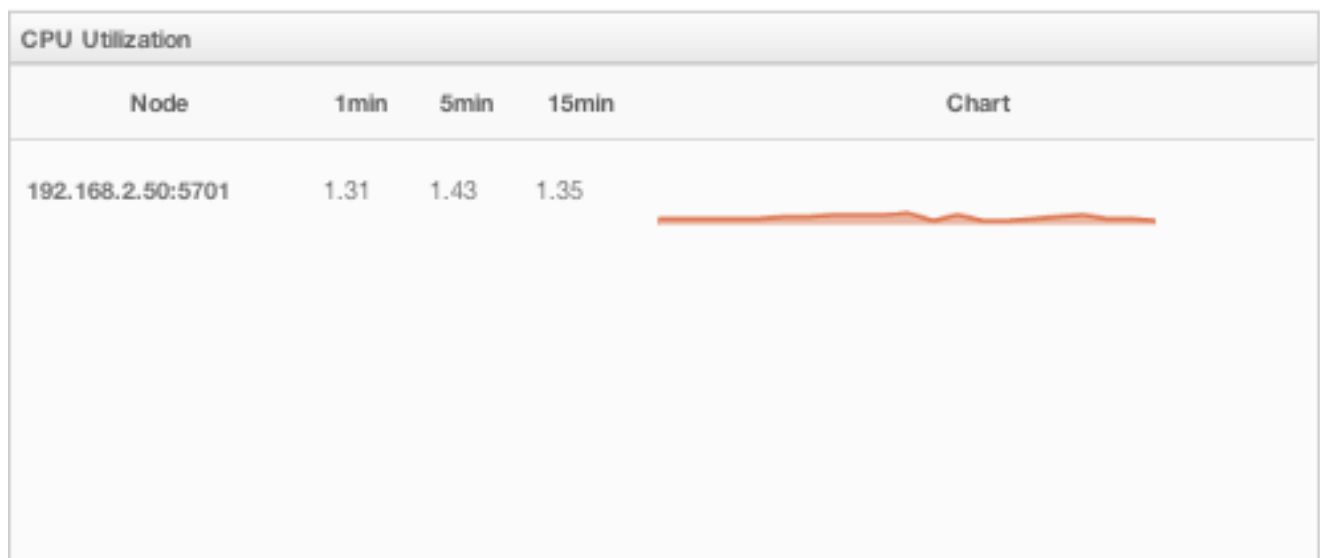 CPU Utilization
Node 1min 5min 15min Chart
192.168.2.50:5701 1.31 1.43 1.35